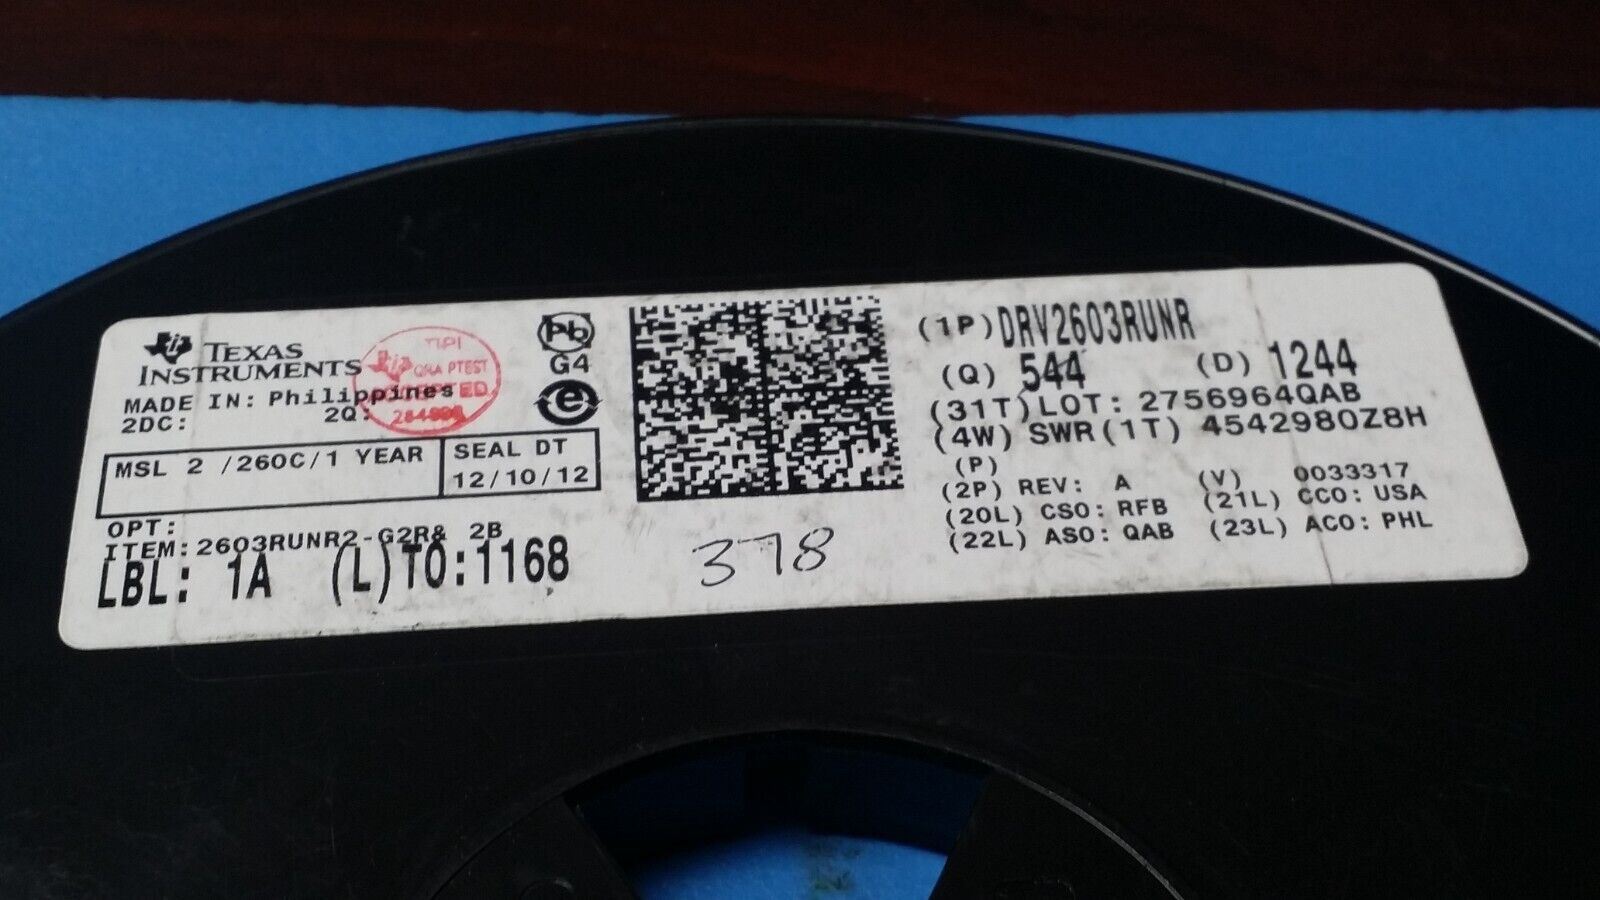 TEXAS
INSTRUMENTS
MADE IN: Philippines
2DC: 2Q:
TIPI
QRA PTEST
Pb
G4
e
MSL 2 /260C/1 YEAR
SEAL DT
12/10/12
OPT:
ITEM: 2603RUNR2-G2R& 2B
LBL: 1A (L)TO:1168
378
(1P) DRV2603RUNR
(Q) 544 (D) 1244
(31T)LOT: 2756964QAB
(4W) SWR(1T) 4542980Z8H
(P)
(2P) REV: A (V) 0033317
(20L) CSO: RFB (21L) CCO: USA
(22L) ASO: QAB (23L) ACO: PHL